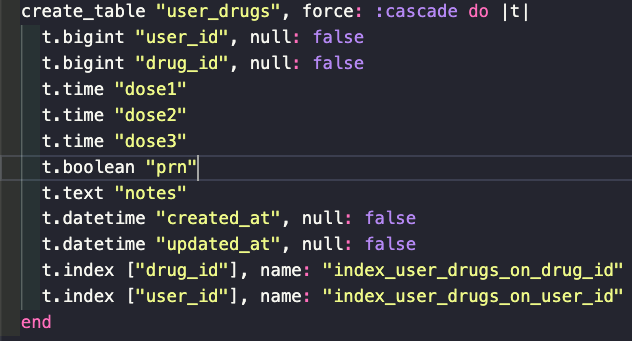 create_table "user_drugs", force: :cascade do |t|
t.bigint "user_id", null: false
t.bigint "drug_id", null: false
t.time "dose1"
t.time "dose2"
t.time "dose3"
t.boolean "prn"
t.text "notes"
t.datetime "created_at", null: false
t.datetime "updated_at", null: false
t.index ["drug_id"], name: "index_user_drugs_on_drug_id"
t.index ["user_id"], name: "index_user_drugs_on_user_id"
end